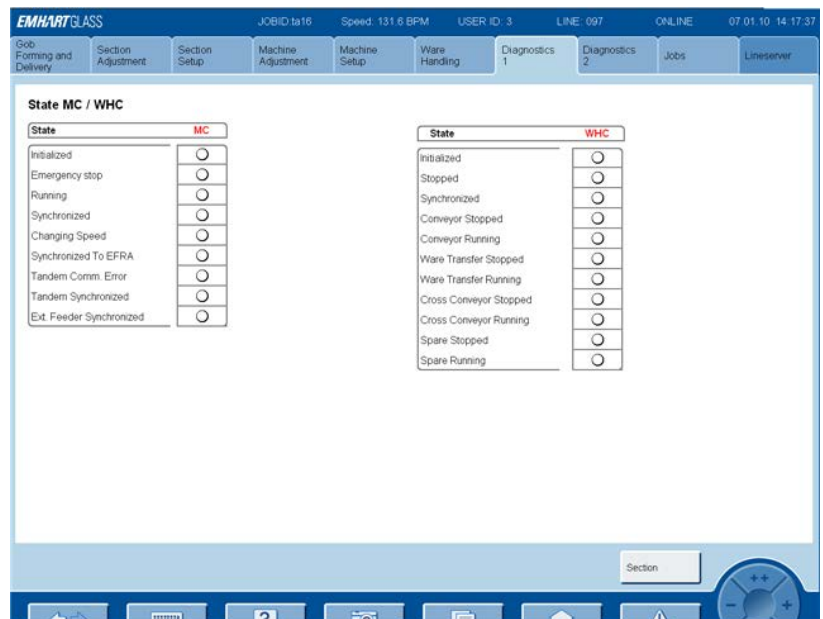 EMHARTGLASS JOBID:ta16 Speed: 131.6 BPM USER ID: 3 LINE: 097 ONLINE 07.01.10 14:17:37
Gob Forming and Delivery
Section Adjustment
Section Setup
Machine Adjustment
Machine Setup
Ware Handling
Diagnostics 1
Diagnostics 2
Jobs
Lineserver
State MC / WHC
State MC
Initialized
Emergency stop
Running
Synchronized
Changing Speed
Synchronized To EFRA
Tandem Comm. Error
Tandem Synchronized
Ext. Feeder Synchronized
State WHC
Initialized
Stopped
Synchronized
Conveyor Stopped
Conveyor Running
Ware Transfer Stopped
Ware Transfer Running
Cross Conveyor Stopped
Cross Conveyor Running
Spare Stopped
Spare Running
Section
++
- +
?